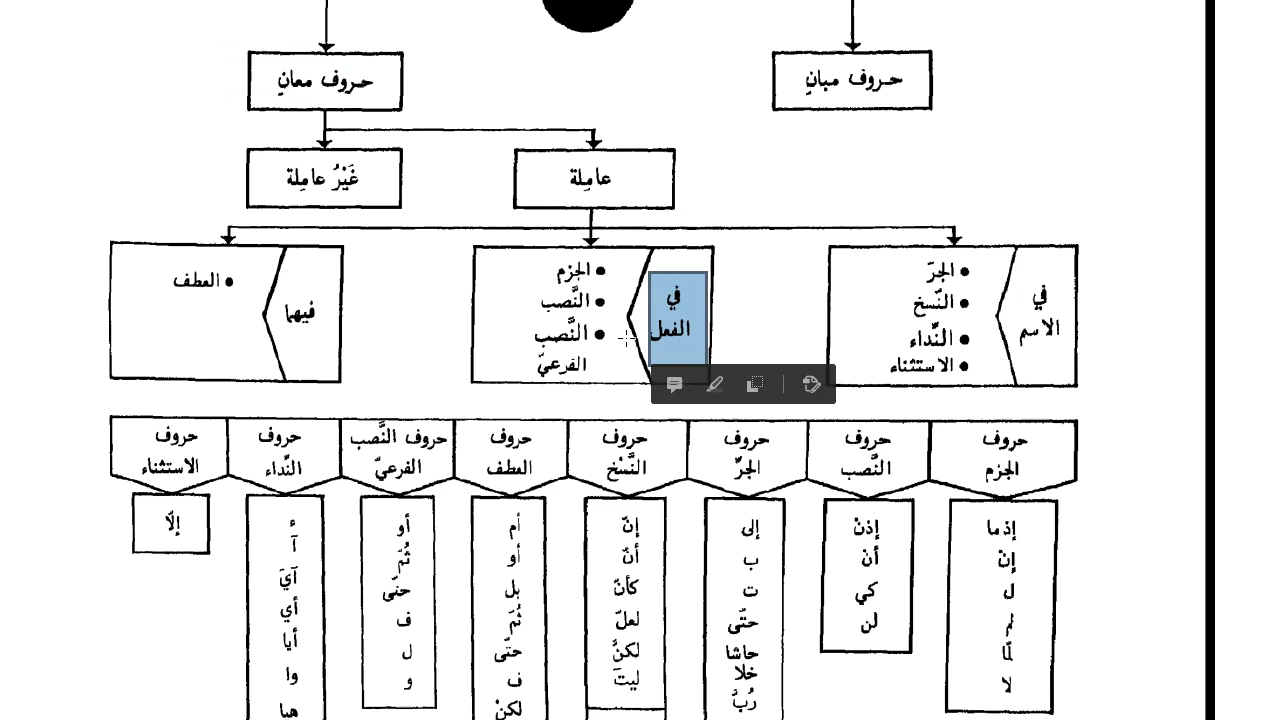 حروف مبانٍ
حروف معانٍ
عامِلة
غَيْرُ عامِلة
في
الاسم
• الجرّ
• النّسخ
• النِّداء
• الاستثناء
في
الفعل
• الجزم
• النَّصب
• النَّصب
الفرعيّ
فيهما
• العطف
حروف
الجزم
حروف
النَّصب
حروف
الجرِّ
حروف
النَّسْخ
حروف
العطف
حروف النَّصب
الفرعيّ
حروف
النِّداء
حروف
الاستثناء
إذما
إنْ
لِ
لم
لمّا
لا
إذنْ
أنْ
كي
لن
إلى
ب
ت
حتّى
حاشا
خلا
رُبَّ
إنّ
أنّ
كأنّ
لعلّ
لكنَّ
ليتَ
أم
أو
بل
ثُمّ
حتّى
ف
لكنْ
أو
ثُمّ
حتّى
ف
ل
و
ء
آ
آيَ
أي
أيا
وا
هيا
إلّا